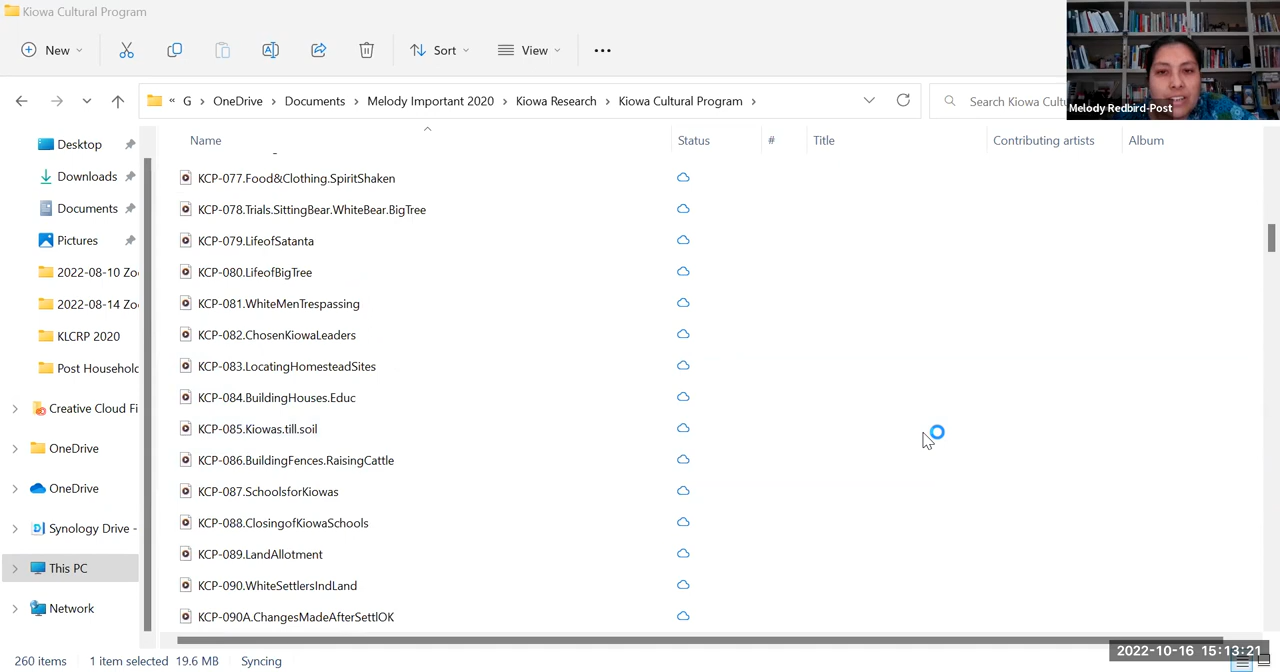 Kiowa Cultural Program
New
Sort
View
« G > OneDrive > Documents > Melody Important 2020 > Kiowa Research > Kiowa Cultural Program >
Search Kiowa
Melody Redbird-Post
Name Status # Title Contributing artists Album
Desktop
Downloads
Documents
Pictures
2022-08-10 Zo
2022-08-14 Zo
KLCRP 2020
Post Househol
Creative Cloud Fi
OneDrive
OneDrive
Synology Drive -
This PC
Network
KCP-077.Food&Clothing.SpiritShaken
KCP-078.Trials.SittingBear.WhiteBear.BigTree
KCP-079.LifeofSatanta
KCP-080.LifeofBigTree
KCP-081.WhiteMenTrespassing
KCP-082.ChosenKiowaLeaders
KCP-083.LocatingHomesteadSites
KCP-084.BuildingHouses.Educ
KCP-085.Kiowas.till.soil
KCP-086.BuildingFences.RaisingCattle
KCP-087.SchoolsforKiowas
KCP-088.ClosingofKiowaSchools
KCP-089.LandAllotment
KCP-090.WhiteSettlersIndLand
KCP-090A.ChangesMadeAfterSettlOK
260 items 1 item selected 19.6 MB Syncing
2022-10-16 15:13:21